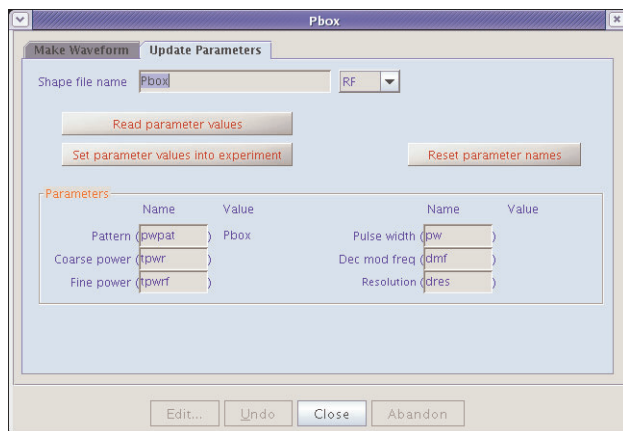 Pbox
Make Waveform Update Parameters
Shape file name Pbox RF
Read parameter values
Set parameter values into experiment Reset parameter names
Parameters
Name Value Name Value
Pattern (pwpat) Pbox Pulse width (pw)
Coarse power (tpwr) Dec mod freq (dmf)
Fine power (tpwrf) Resolution (dres)
Edit... Undo Close Abandon